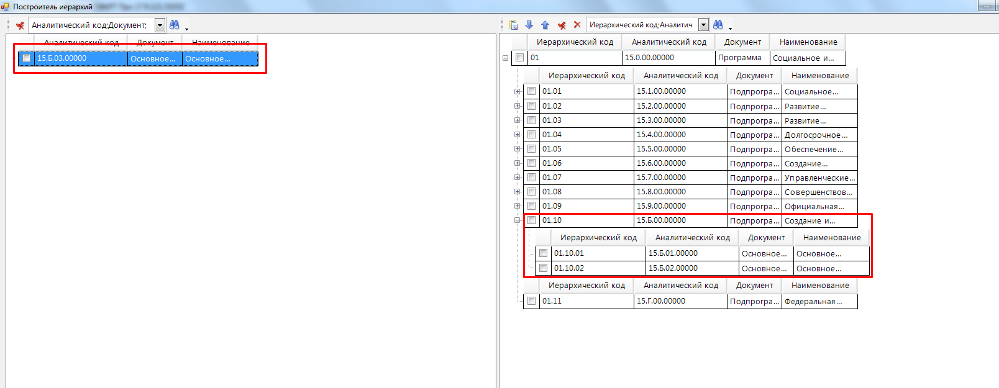 Построитель иерархий
Аналитический код;Документ;
Иерархический код;Аналитич
Аналитический код Документ Наименование
15.Б.03.00000 Основное... Основное...
Иерархический код Аналитический код Документ Наименование
01 15.0.00.00000 Программа Социальное и...
Иерархический код Аналитический код Документ Наименование
01.01 15.1.00.00000 Подпрогра... Социальное...
01.02 15.2.00.00000 Подпрогра... Развитие...
01.03 15.3.00.00000 Подпрогра... Развитие...
01.04 15.4.00.00000 Подпрогра... Долгосрочное...
01.05 15.5.00.00000 Подпрогра... Обеспечение...
01.06 15.6.00.00000 Подпрогра... Создание...
01.07 15.7.00.00000 Подпрогра... Управленческие...
01.08 15.8.00.00000 Подпрогра... Совершенствов...
01.09 15.9.00.00000 Подпрогра... Официальная...
01.10 15.Б.00.00000 Подпрогра... Создание и...
Иерархический код Аналитический код Документ Наименование
01.10.01 15.Б.01.00000 Основное... Основное...
01.10.02 15.Б.02.00000 Основное... Основное...
Иерархический код Аналитический код Документ Наименование
01.11 15.Г.00.00000 Подпрогра... Федеральная...